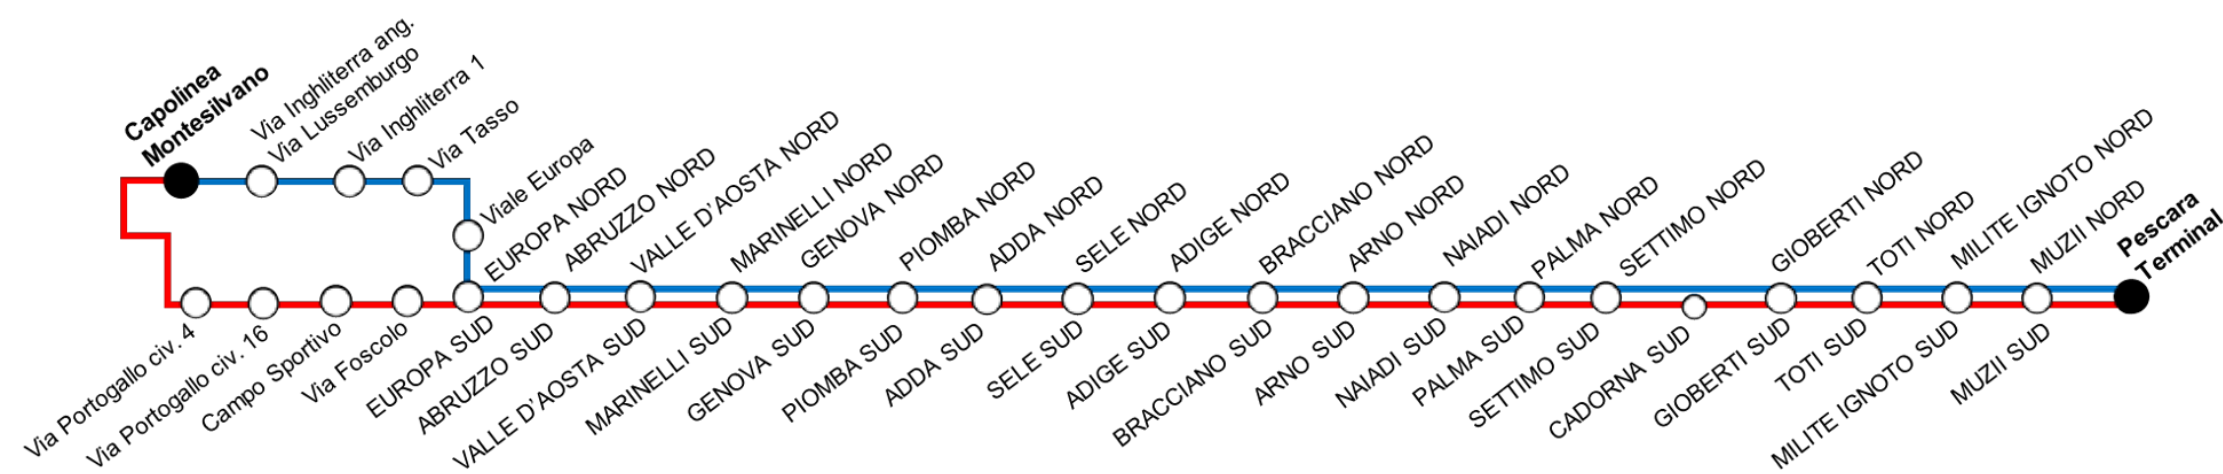 Capolinea
Montesilvano
Via Inghliterra ang.
Via Lussemburgo
Via Inghliterra 1
Via Tasso
Viale Europa
EUROPA NORD
ABRUZZO NORD
VALLE D'AOSTA NORD
MARINELLI NORD
GENOVA NORD
PIOMBA NORD
ADDA NORD
SELE NORD
ADIGE NORD
BRACCIANO NORD
ARNO NORD
NAIADI NORD
PALMA NORD
SETTIMO NORD
GIOBERTI NORD
TOTI NORD
MILITE IGNOTO NORD
MUZII NORD
Pescara
Terminal
Via Portogallo civ. 4
Via Portogallo civ. 16
Campo Sportivo
Via Foscolo
EUROPA SUD
ABRUZZO SUD
VALLE D'AOSTA SUD
MARINELLI SUD
GENOVA SUD
PIOMBA SUD
ADDA SUD
SELE SUD
ADIGE SUD
BRACCIANO SUD
ARNO SUD
NAIADI SUD
PALMA SUD
SETTIMO SUD
CADORNA SUD
GIOBERTI SUD
TOTI SUD
MILITE IGNOTO SUD
MUZII SUD